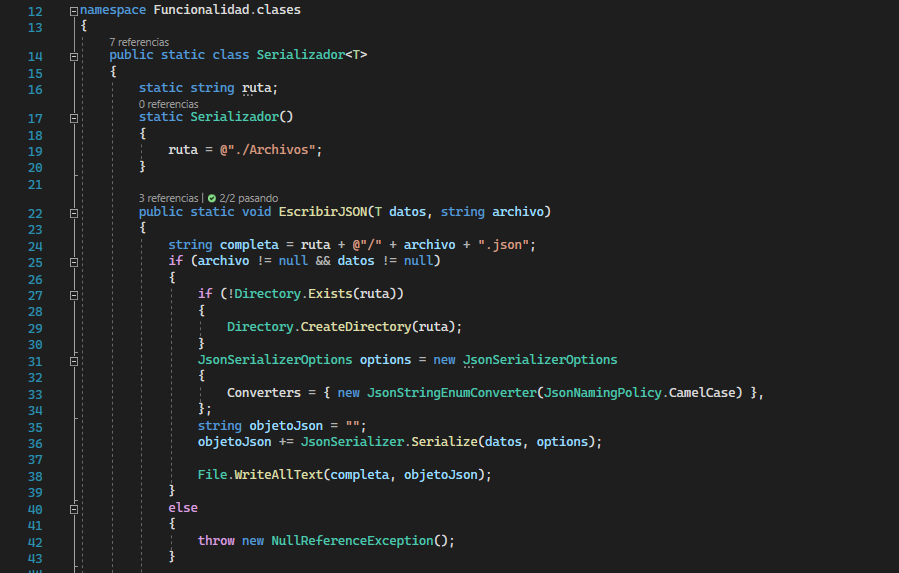 12 namespace Funcionalidad.clases
13 {
7 referencias
14 public static class Serializador<T>
15 {
16 static string ruta;
0 referencias
17 static Serializador()
18 {
19 ruta = @"./Archivos";
20 }
21
3 referencias | 2/2 pasando
22 public static void EscribirJSON(T datos, string archivo)
23 {
24 string completa = ruta + @"/" + archivo + ".json";
25 if (archivo != null && datos != null)
26 {
27 if (!Directory.Exists(ruta))
28 {
29 Directory.CreateDirectory(ruta);
30 }
31 JsonSerializerOptions options = new JsonSerializerOptions
32 {
33 Converters = { new JsonStringEnumConverter(JsonNamingPolicy.CamelCase) },
34 };
35 string objetoJson = "";
36 objetoJson += JsonSerializer.Serialize(datos, options);
37
38 File.WriteAllText(completa, objetoJson);
39 }
40 else
41 {
42 throw new NullReferenceException();
43 }